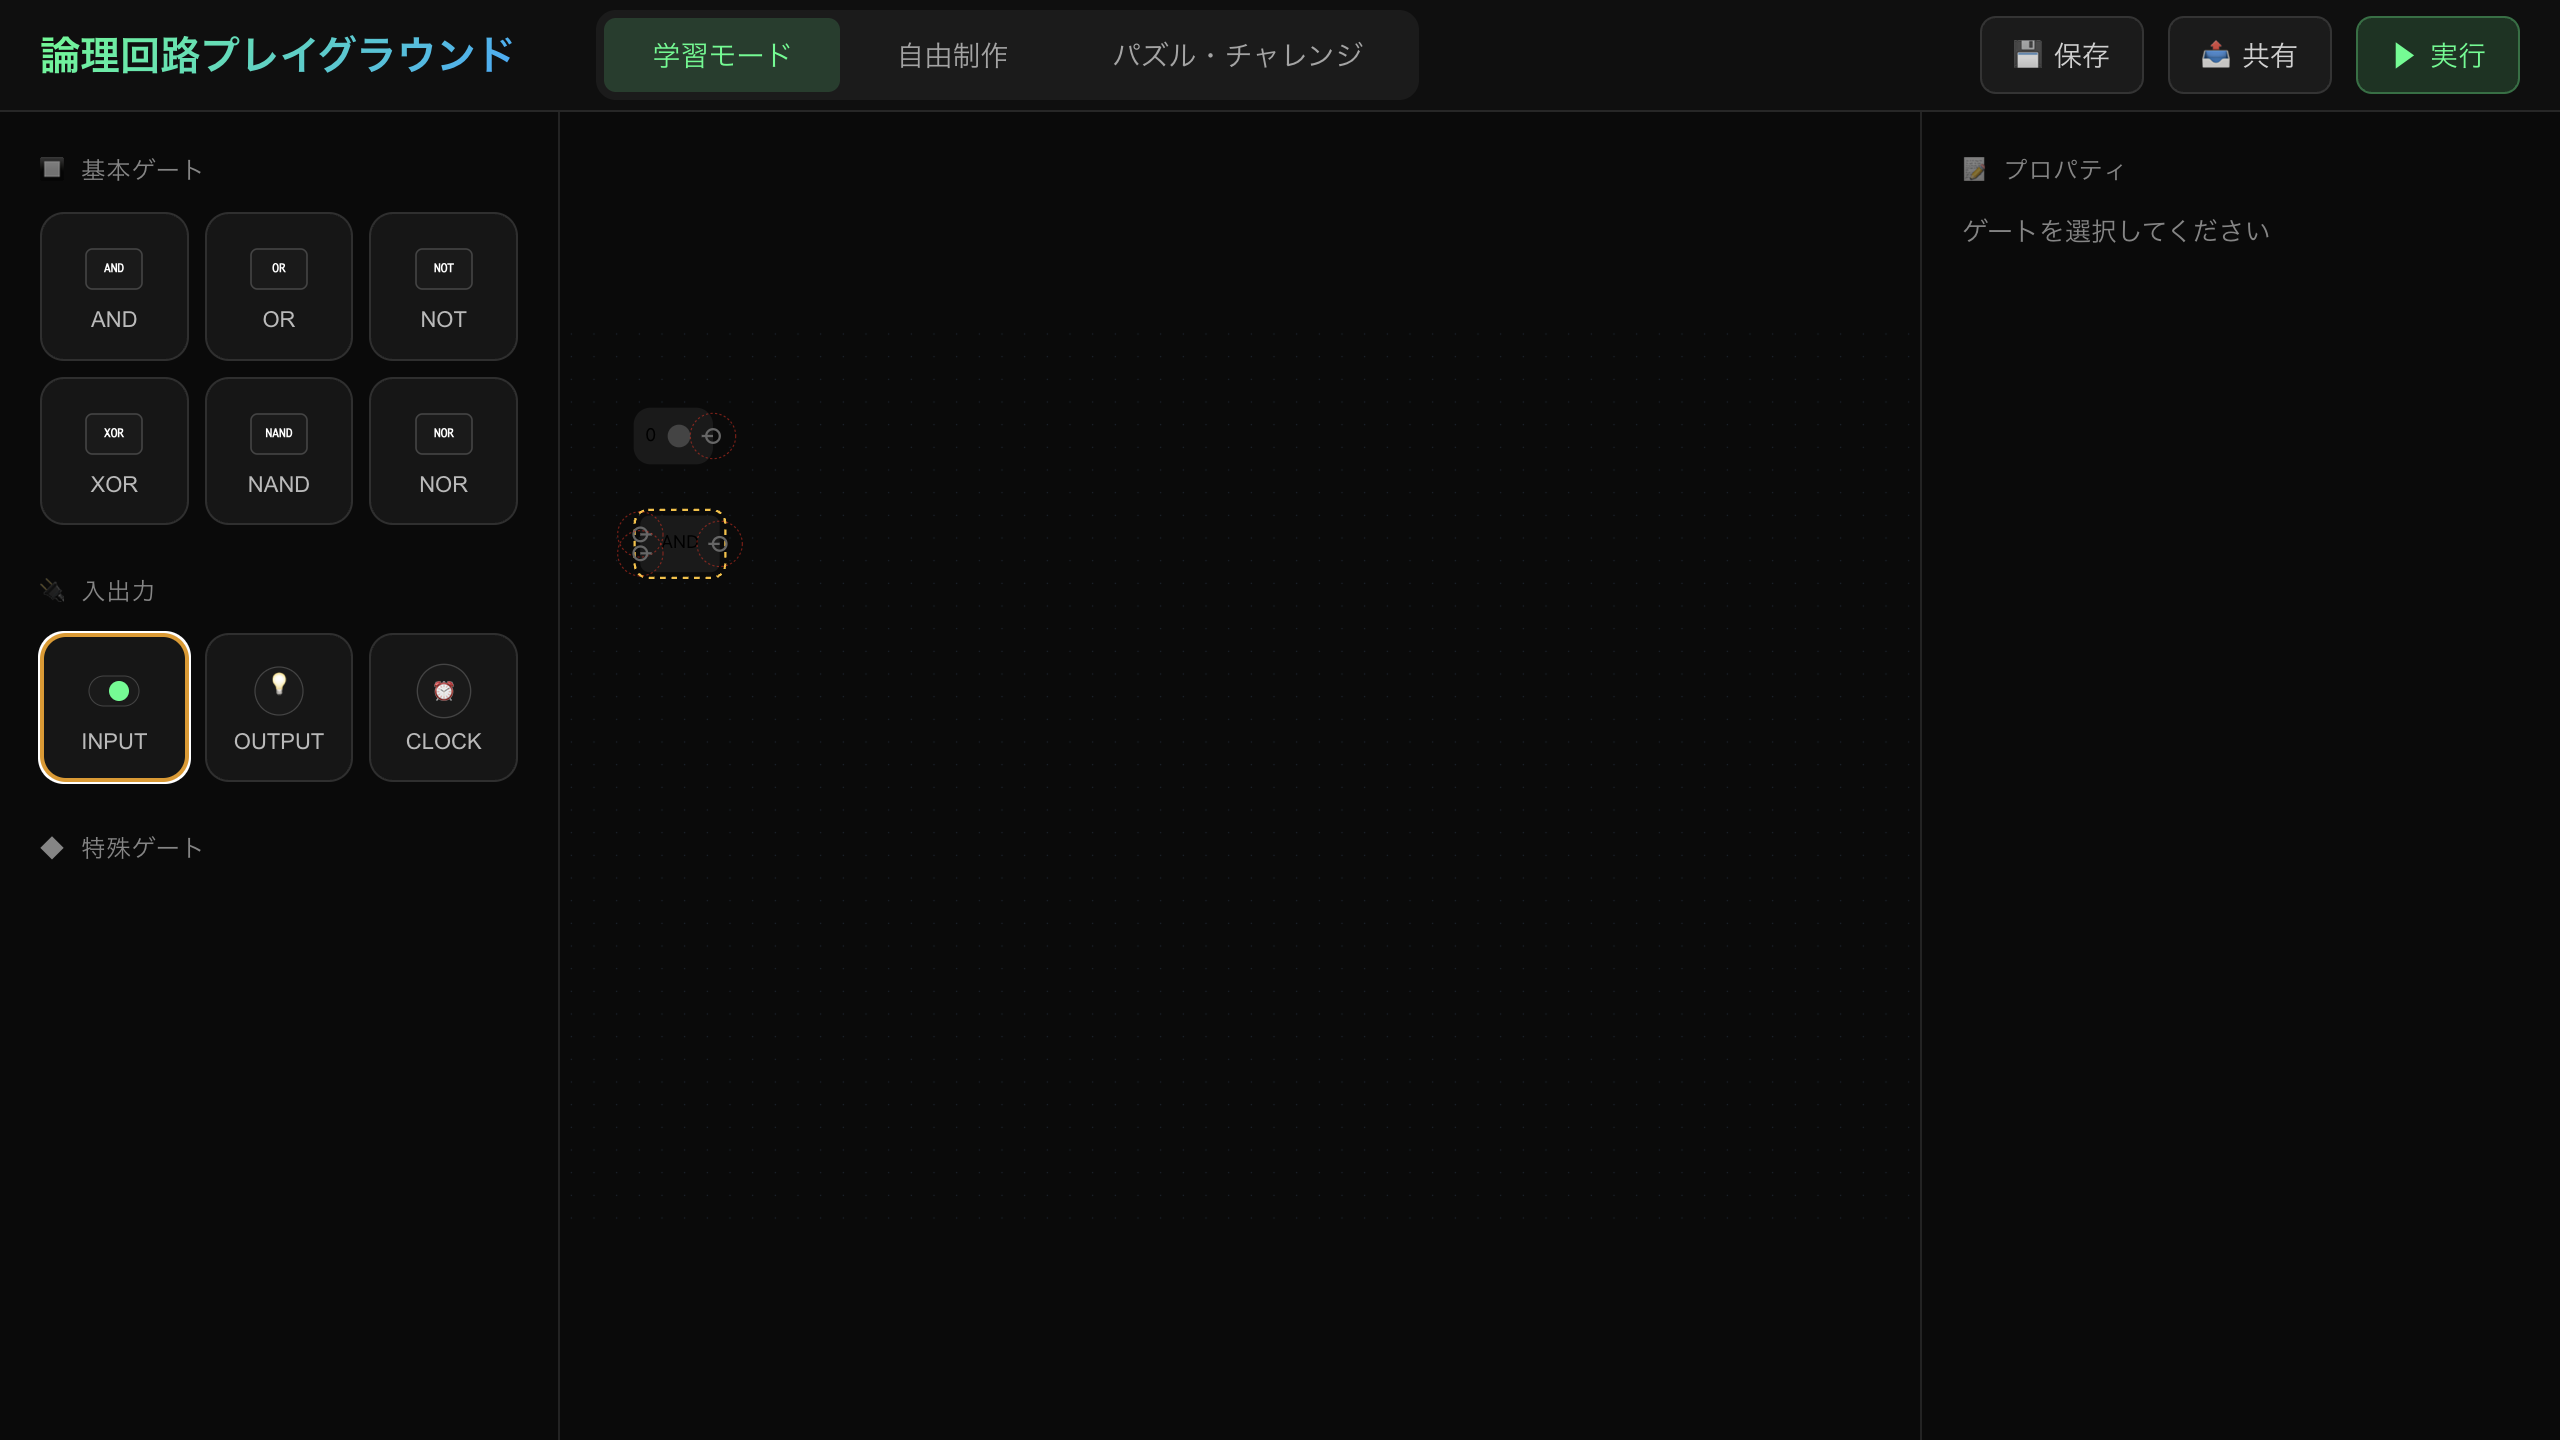 論理回路プレイグラウンド
学習モード
自由制作
パズル・チャレンジ
保存
共有
実行
基本ゲート
AND
AND
OR
OR
NOT
NOT
XOR
XOR
NAND
NAND
NOR
NOR
入出力
INPUT
OUTPUT
CLOCK
特殊ゲート
0
AND
プロパティ
ゲートを選択してください